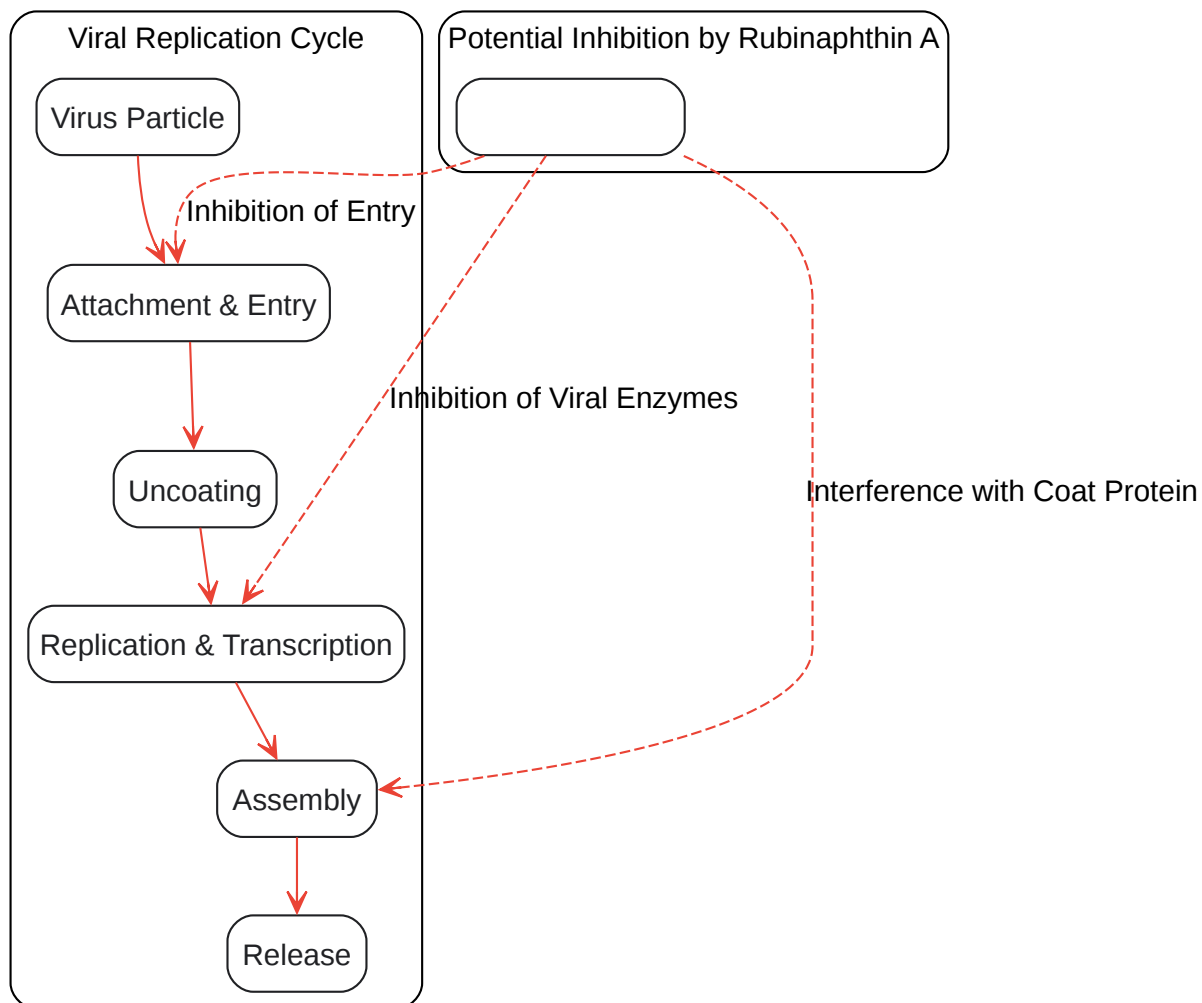 Viral Replication Cycle
Potential Inhibition by Rubinaphthin A
Virus Particle
Inhibition of Entry
Attachment & Entry
Inhibition of Viral Enzymes
Uncoating
Interference with Coat Protein
Replication & Transcription
Assembly
Release